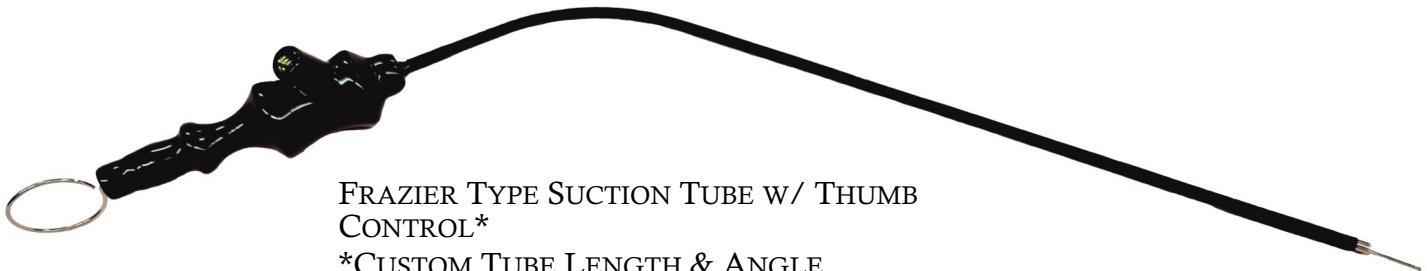 FRAZIER TYPE SUCTION TUBE W/ THUMB
CONTROL*
*CUSTOM TUBE LENGTH & ANGLE